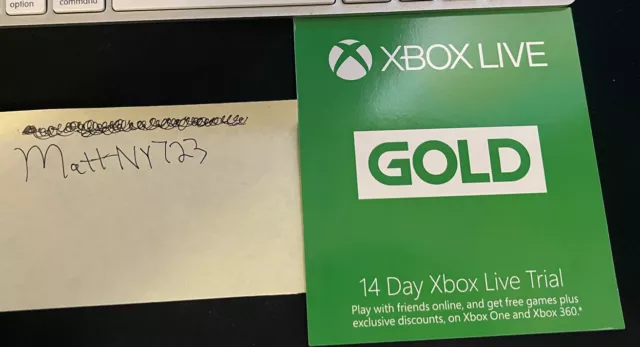 option
command
MattNY723
XBOX LIVE
GOLD
14 Day Xbox Live Trial
Play with friends online, and get free games plus
exclusive discounts, on Xbox One and Xbox 360.*